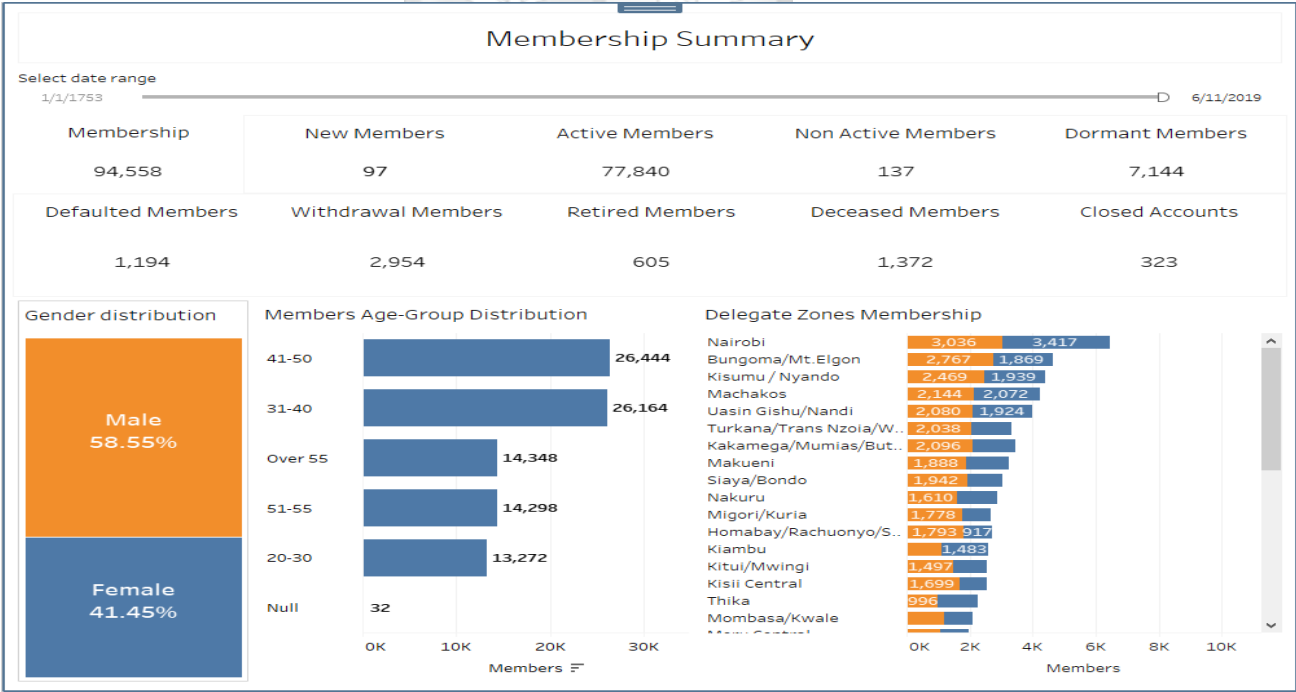 Membership Summary
Select date range
1/1/1753 6/11/2019
Membership New Members Active Members Non Active Members Dormant Members
94,558 97 77,840 137 7,144
Defaulted Members Withdrawal Members Retired Members Deceased Members Closed Accounts
1,194 2,954 605 1,372 323
Gender distribution
Male
58.55%
Female
41.45%
Members Age-Group Distribution
41-50 26,444
31-40 26,164
Over 55 14,348
51-55 14,298
20-30 13,272
Null 32
0K 10K 20K 30K
Members
Delegate Zones Membership
Nairobi 3,036 3,417
Bungoma/Mt.Elgon 2,767 1,869
Kisumu / Nyando 2,469 1,939
Machakos 2,144 2,072
Uasin Gishu/Nandi 2,080 1,924
Turkana/Trans Nzoia/W.. 2,038
Kakamega/Mumias/But.. 2,096
Makueni 1,888
Siaya/Bondo 1,942
Nakuru 1,610
Migori/Kuria 1,778
Homabay/Rachuonyo/S.. 1,793 917
Kiambu 1,483
Kitui/Mwingi 1,497
Kisii Central 1,699
Thika 996
Mombasa/Kwale
0K 2K 4K 6K 8K 10K
Members